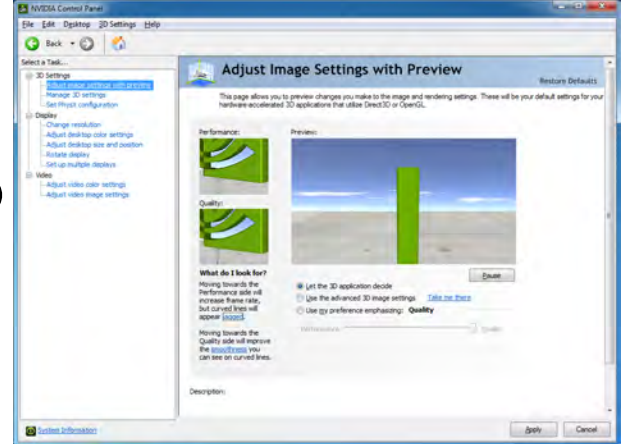 NVIDIA Control Panel
File Edit Desktop 3D Settings Help
Back
Select a Task...
3D Settings
Adjust image settings with preview
Manage 3D settings
Set PhysX configuration
Display
Change resolution
Adjust desktop color settings
Adjust desktop size and position
Rotate display
Set up multiple displays
Video
Adjust video color settings
Adjust video image settings
System Information
)
Adjust Image Settings with Preview
Restore Defaults
This page allows you to preview changes you make to the image and rendering settings. These will be your default settings for your
hardware-accelerated 3D applications that utilize Direct3D or OpenGL.
Performance:
Preview:
Quality:
What do I look for?
Moving towards the
Performance side will
increase frame rate,
but curved lines will
appear jagged.
Moving towards the
Quality side will improve
the smoothness you
can see on curved lines.
Pause
Let the 3D application decide
Use the advanced 3D image settings Take me there
Use my preference emphasizing: Quality
Performance Quality
Description:
Apply Cancel